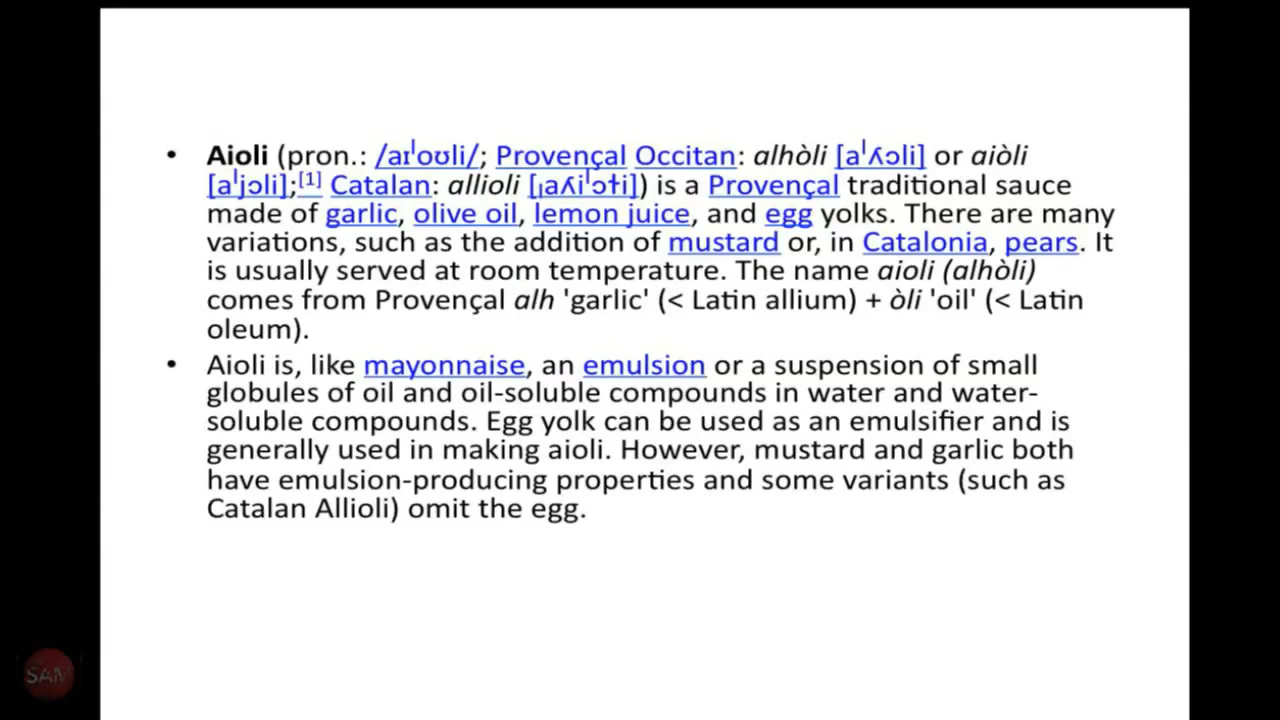 • Aioli (pron.: /aɪˈoʊli/; Provençal Occitan: alhòli [aˈʎɔli] or aiòli
[aˈjɔli];[1] Catalan: allioli [ˌaʎiˈɔɫi]) is a Provençal traditional sauce
made of garlic, olive oil, lemon juice, and egg yolks. There are many
variations, such as the addition of mustard or, in Catalonia, pears. It
is usually served at room temperature. The name aioli (alhòli)
comes from Provençal alh 'garlic' (< Latin allium) + òli 'oil' (< Latin
oleum).
• Aioli is, like mayonnaise, an emulsion or a suspension of small
globules of oil and oil-soluble compounds in water and water-
soluble compounds. Egg yolk can be used as an emulsifier and is
generally used in making aioli. However, mustard and garlic both
have emulsion-producing properties and some variants (such as
Catalan Allioli) omit the egg.
SAM